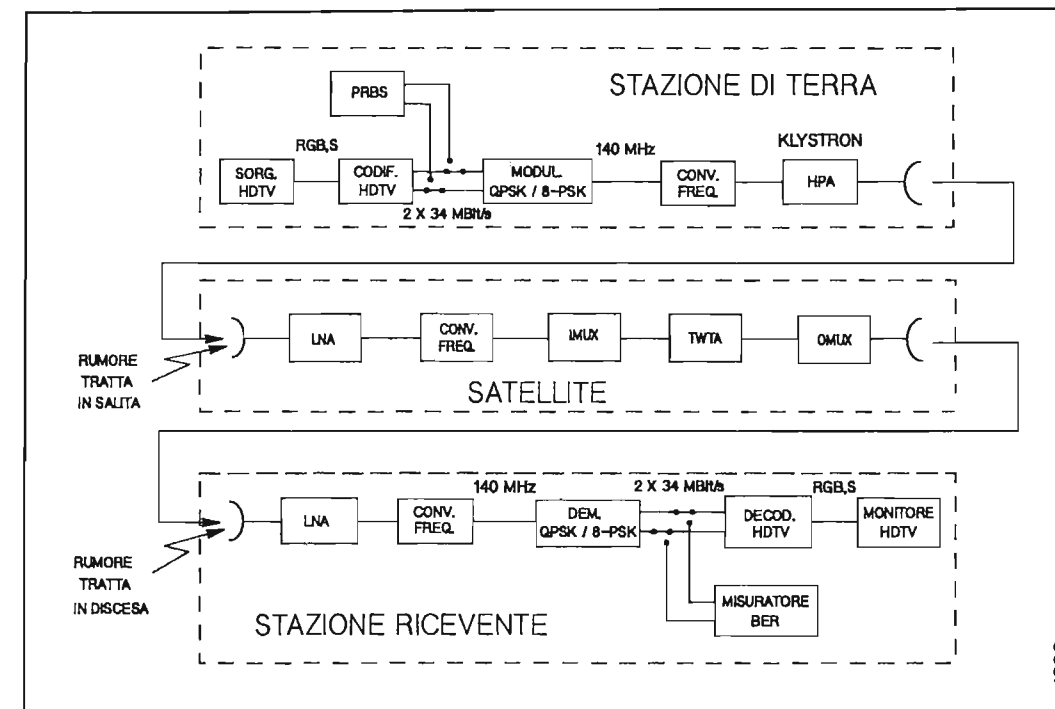 STAZIONE DI TERRA
PRBS
RGB,S
140 MHz
KLYSTRON
SORG.
HDTV
CODIF.
HDTV
MODUL.
QPSK / 8-PSK
CONV.
FREQ.
HPA
2 X 34 MBit/s
LNA
CONV.
FREQ.
IMUX
TWTA
OMUX
RUMORE
TRATTA
IN SALITA
SATELLITE
140 MHz
2 X 34 MBit/s
RGB,S
LNA
CONV.
FREQ.
DEM.
QPSK / 8-PSK
DECOD.
HDTV
MONITORE
HDTV
RUMORE
TRATTA
IN DISCESA
MISURATORE
BER
STAZIONE RICEVENTE